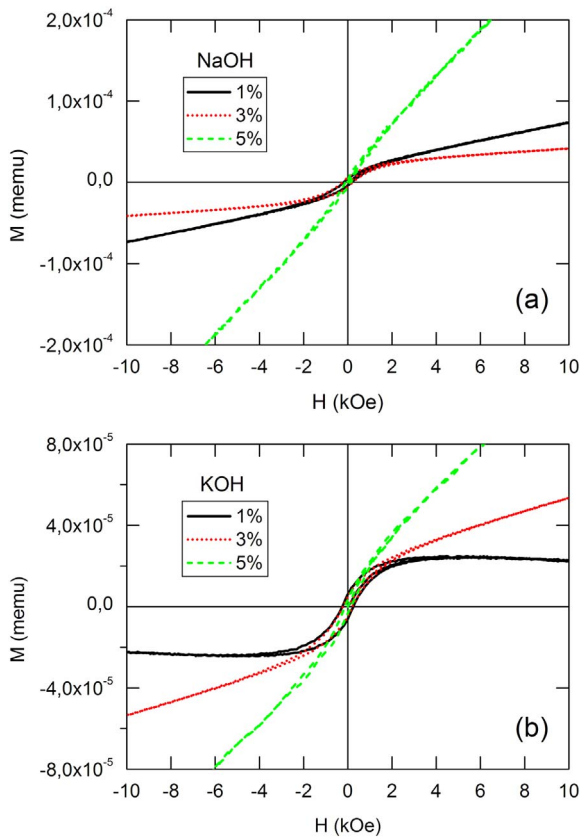 2,0x10⁻⁴
NaOH
1%
3%
5%
1,0x10⁻⁴
0,0
-1,0x10⁻⁴
-2,0x10⁻⁴
M (memu)
(a)
-10 -8 -6 -4 -2 0 2 4 6 8 10
H (kOe)
8,0x10⁻⁵
KOH
1%
3%
5%
4,0x10⁻⁵
0,0
-4,0x10⁻⁵
-8,0x10⁻⁵
M (memu)
(b)
-10 -8 -6 -4 -2 0 2 4 6 8 10
H (kOe)